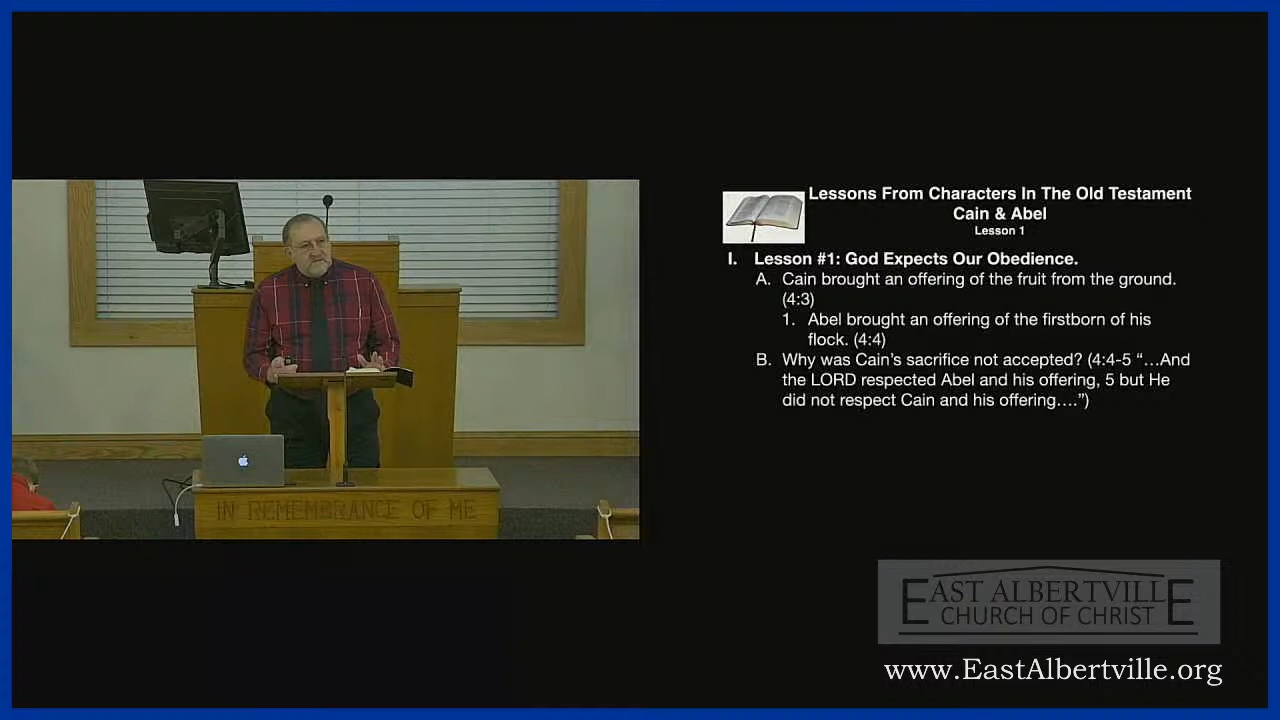 Lessons From Characters In The Old Testament
Cain & Abel
Lesson 1
I. Lesson #1: God Expects Our Obedience.
A. Cain brought an offering of the fruit from the ground.
(4:3)
1. Abel brought an offering of the firstborn of his
flock. (4:4)
B. Why was Cain’s sacrifice not accepted? (4:4-5 “…And
the LORD respected Abel and his offering, 5 but He
did not respect Cain and his offering….”)
IN REMEMBRANCE OF ME
EAST ALBERTVILLE
CHURCH OF CHRIST
www.EastAlbertville.org